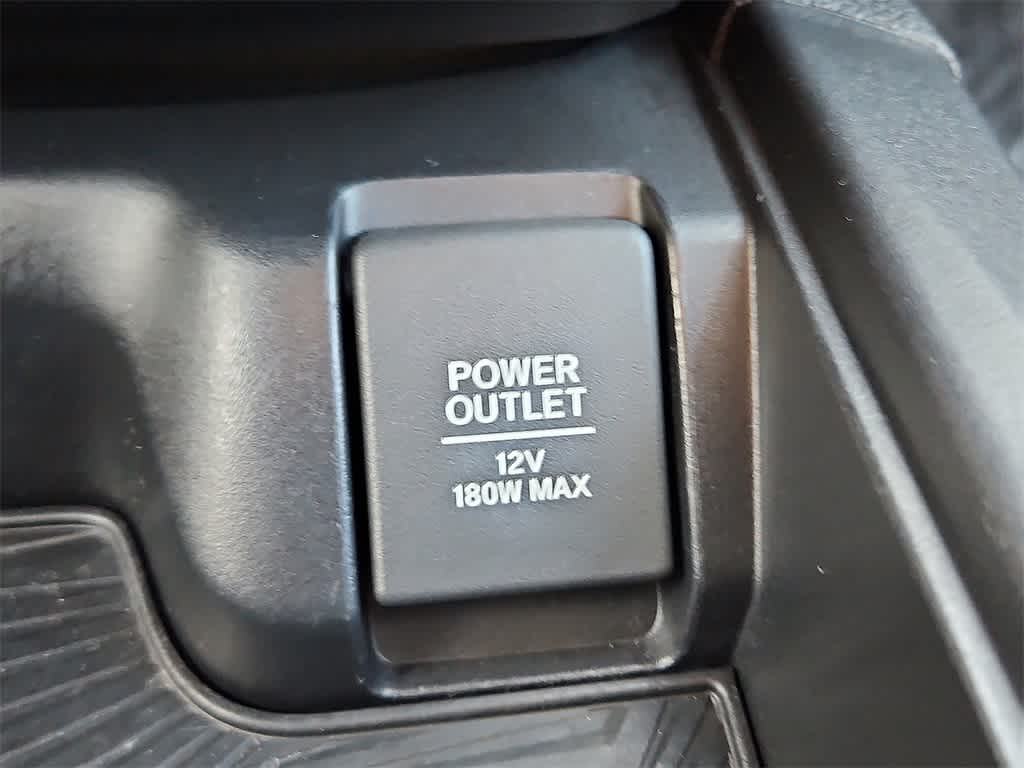 POWER
OUTLET
12V
180W MAX